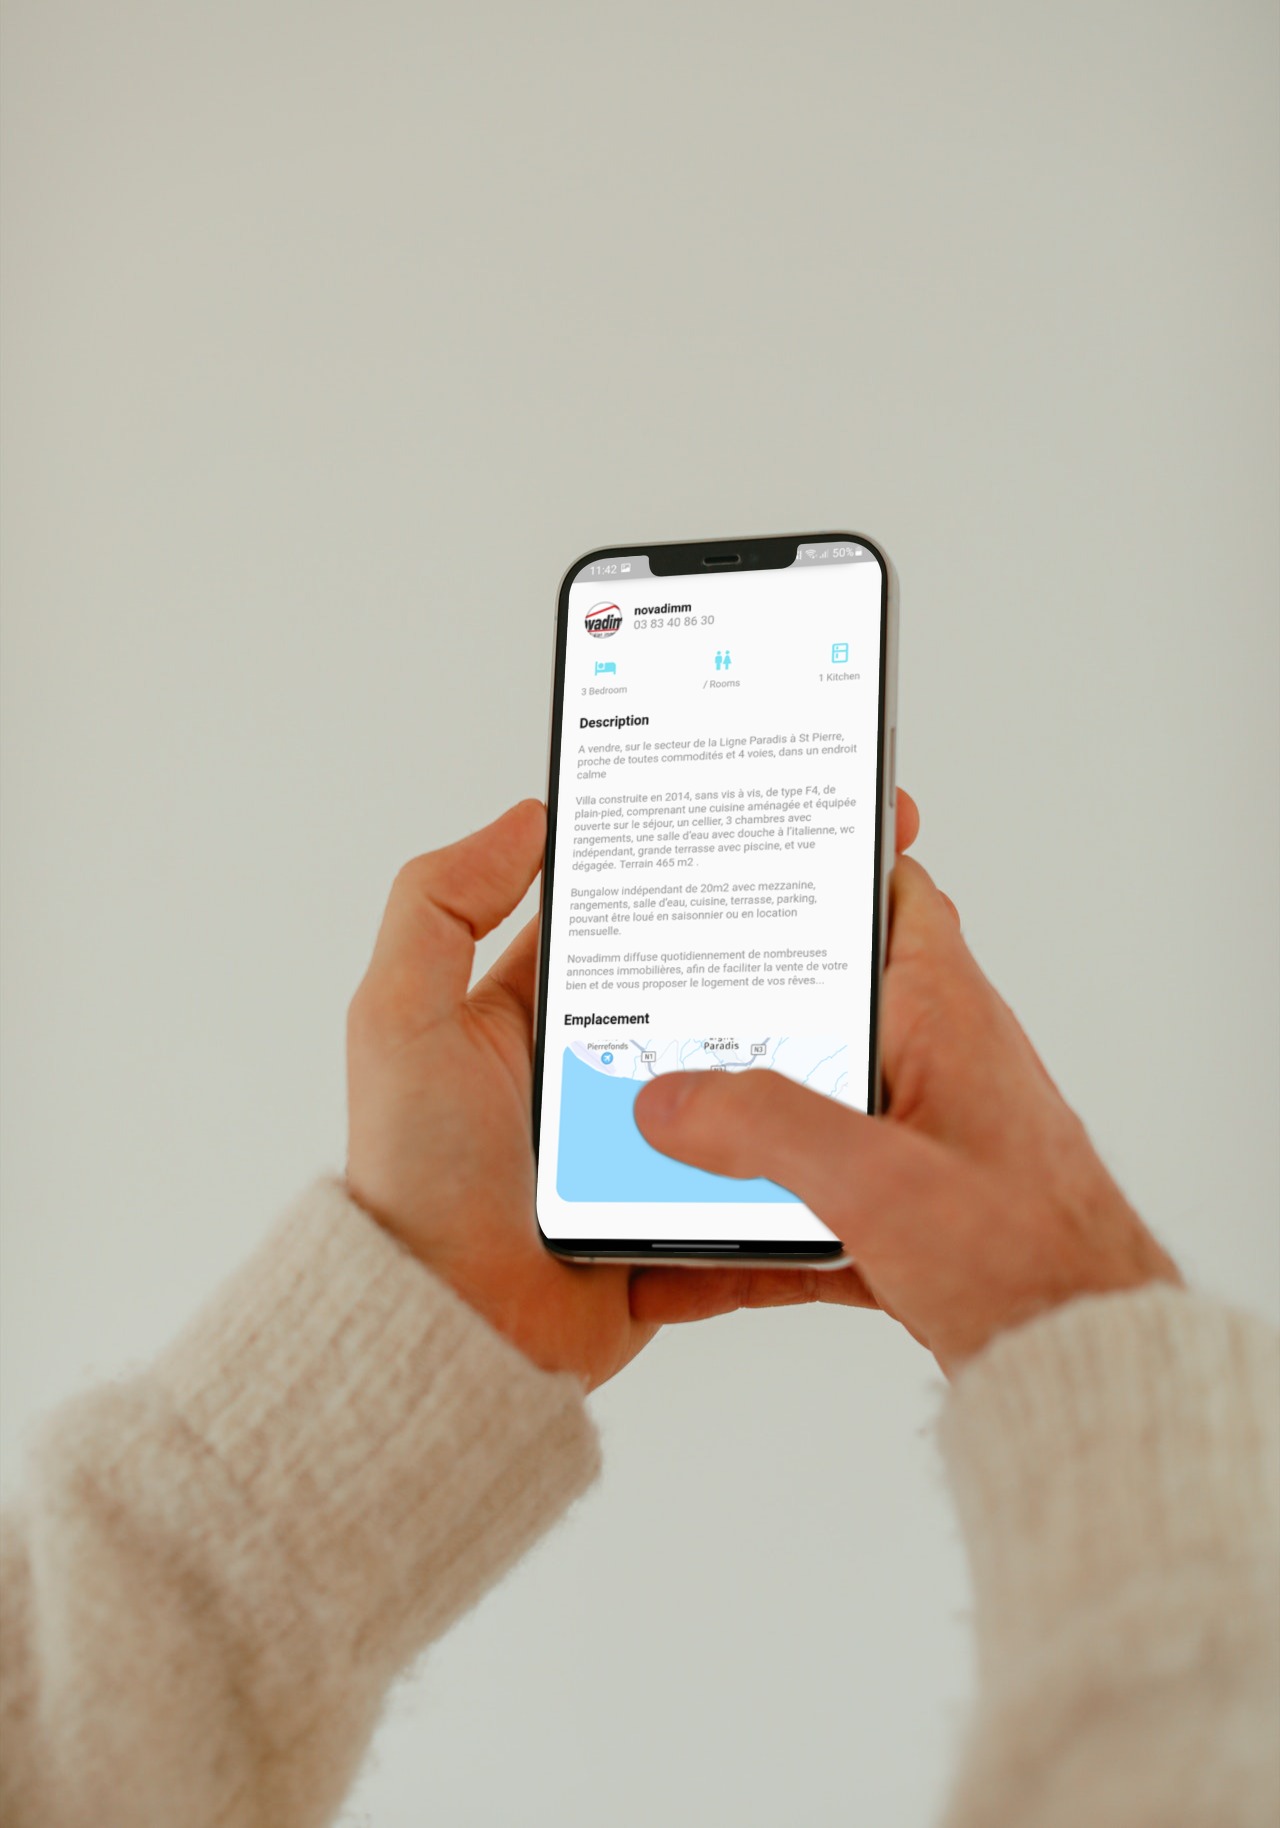 11:42
50%
novadimm
03 83 40 86 30
3 Bedroom
/ Rooms
1 Kitchen
Description
A vendre, sur le secteur de la Ligne Paradis à St Pierre,
proche de toutes commodités et 4 voies, dans un endroit
calme
Villa construite en 2014, sans vis à vis, de type F4, de
plain-pied, comprenant une cuisine aménagée et équipée
ouverte sur le séjour, un cellier, 3 chambres avec
rangements, une salle d'eau avec douche à l'italienne, wc
indépendant, grande terrasse avec piscine, et vue
dégagée. Terrain 465 m2 .
Bungalow indépendant de 20m2 avec mezzanine,
rangements, salle d'eau, cuisine, terrasse, parking,
pouvant être loué en saisonnier ou en location
mensuelle.
Novadimm diffuse quotidiennement de nombreuses
annonces immobilières, afin de faciliter la vente de votre
bien et de vous proposer le logement de vos rêves...
Emplacement
Pierrefonds
N1
Paradis
N3